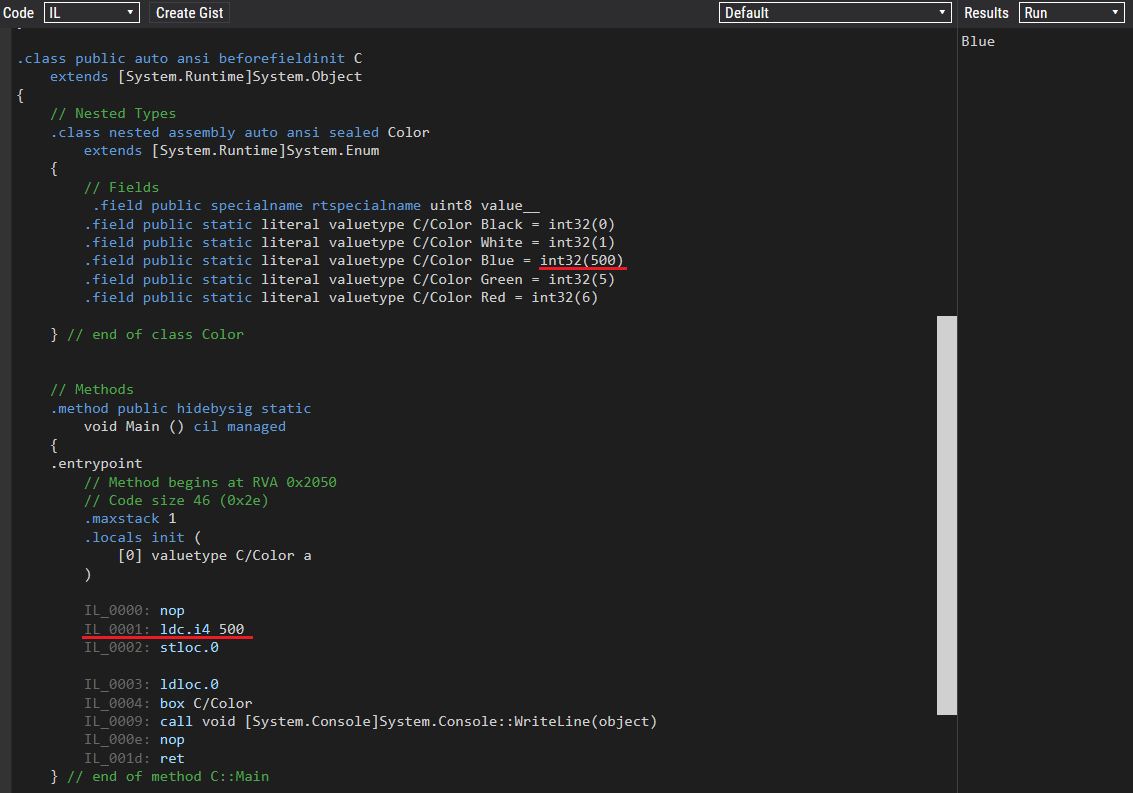 Code IL Create Gist Default Results Run
Blue
.class public auto ansi beforefieldinit C
extends [System.Runtime]System.Object
{
// Nested Types
.class nested assembly auto ansi sealed Color
extends [System.Runtime]System.Enum
{
// Fields
.field public specialname rtspecialname uint8 value__
.field public static literal valuetype C/Color Black = int32(0)
.field public static literal valuetype C/Color White = int32(1)
.field public static literal valuetype C/Color Blue = int32(500)
.field public static literal valuetype C/Color Green = int32(5)
.field public static literal valuetype C/Color Red = int32(6)
} // end of class Color
// Methods
.method public hidebysig static
void Main () cil managed
{
.entrypoint
// Method begins at RVA 0x2050
// Code size 46 (0x2e)
.maxstack 1
.locals init (
[0] valuetype C/Color a
)
IL_0000: nop
IL_0001: ldc.i4 500
IL_0002: stloc.0
IL_0003: ldloc.0
IL_0004: box C/Color
IL_0009: call void [System.Console]System.Console::WriteLine(object)
IL_000e: nop
IL_001d: ret
} // end of method C::Main